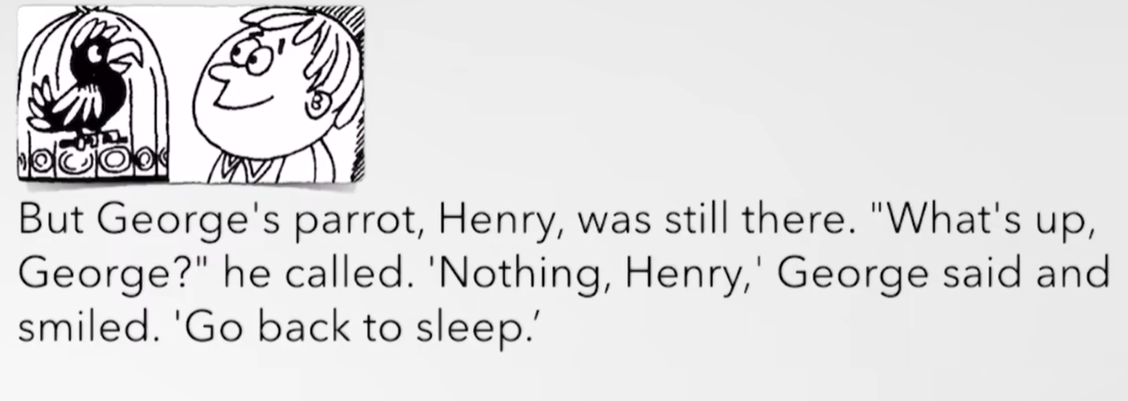 But George's parrot, Henry, was still there. "What's up,
George?" he called. 'Nothing, Henry,' George said and
smiled. 'Go back to sleep.’